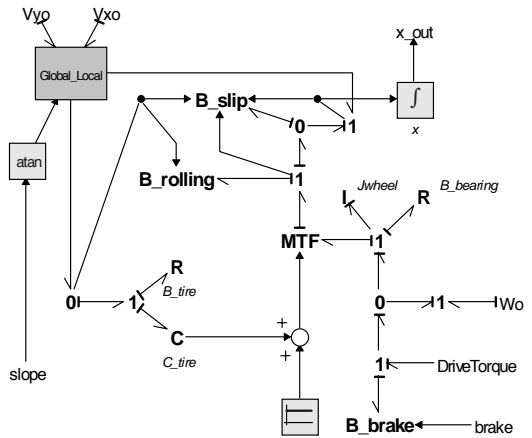 Vyo Vxo
x_out
Global_Local
B_slip
∫
x
0 1
atan
B_rolling 1
Jwheel B_bearing
I R
MTF 1
R
B_tire
0 1 0 1 Wo
C + +
C_tire
slope
1 DriveTorque
B_brake brake